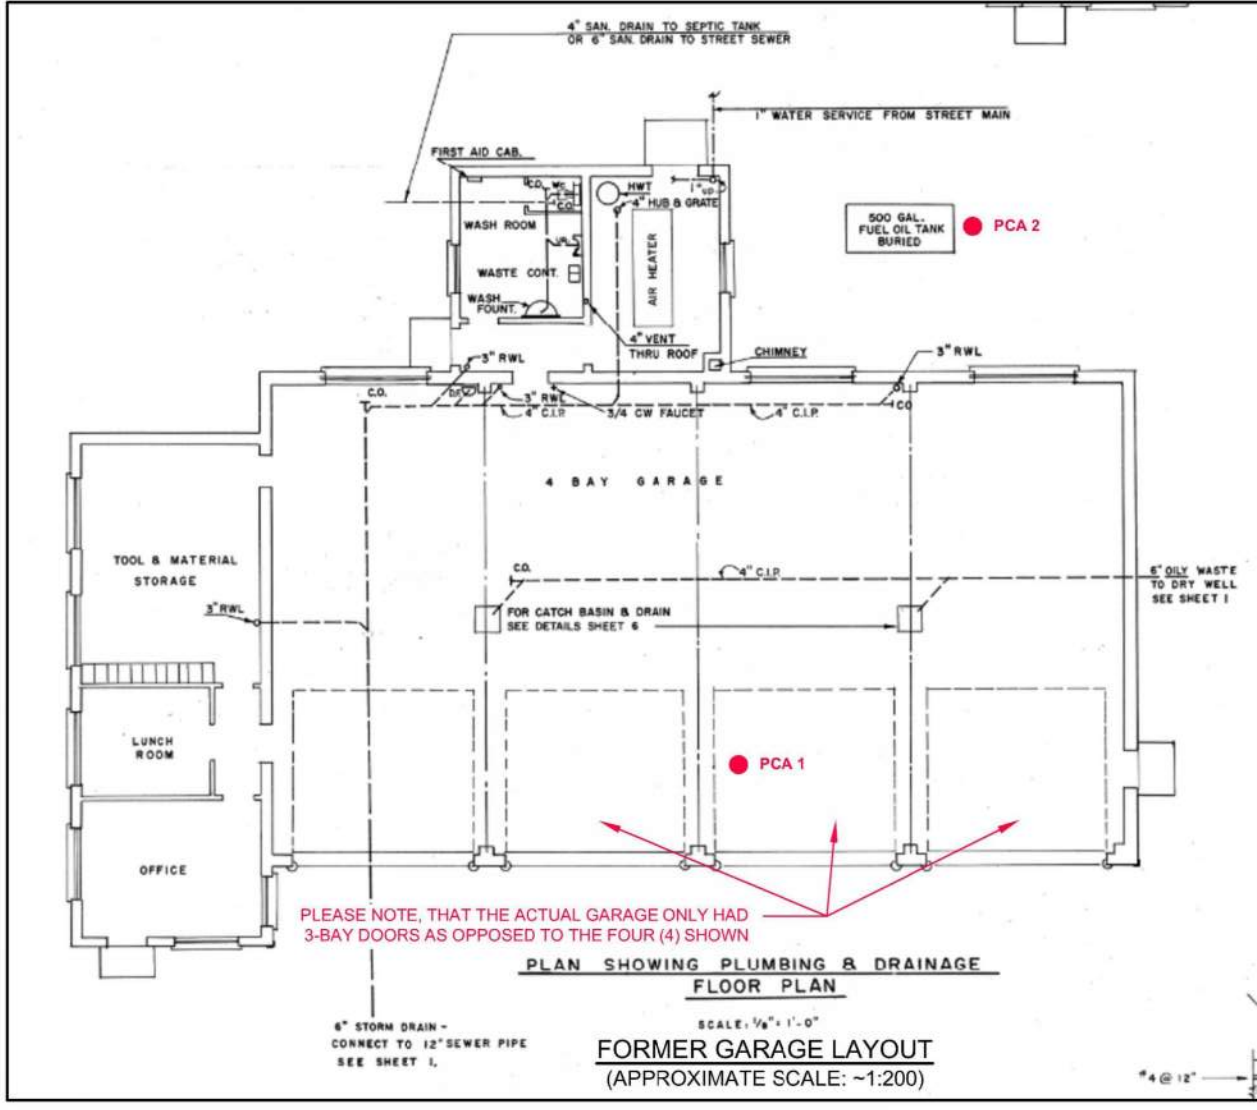 4" SAN. DRAIN TO SEPTIC TANK
OR 6" SAN. DRAIN TO STREET SEWER
1" WATER SERVICE FROM STREET MAIN
FIRST AID CAB.
C.O.
W.C.
C.O.
HWT
1" UP
4" HUB & GRATE
WASH ROOM
UR.
WASTE CONT.
WASH
FOUNT.
AIR HEATER
500 GAL.
FUEL OIL TANK
BURIED
PCA 2
4" VENT
THRU ROOF
CHIMNEY
3" RWL
3" RWL
C.O.
D.F.
3" RWL
4" C.I.P.
3/4 CW FAUCET
4" C.I.P.
CO
4 BAY GARAGE
TOOL & MATERIAL
STORAGE
C.O.
4" C.I.P.
6" OILY WASTE
TO DRY WELL
SEE SHEET 1
3" RWL
FOR CATCH BASIN & DRAIN
SEE DETAILS SHEET 6
LUNCH
ROOM
PCA 1
OFFICE
PLEASE NOTE, THAT THE ACTUAL GARAGE ONLY HAD
3-BAY DOORS AS OPPOSED TO THE FOUR (4) SHOWN
PLAN SHOWING PLUMBING & DRAINAGE
FLOOR PLAN
SCALE: 1/8" = 1'-0"
6" STORM DRAIN -
CONNECT TO 12" SEWER PIPE
SEE SHEET 1.
FORMER GARAGE LAYOUT
(APPROXIMATE SCALE: ~1:200)
#4 @ 12"